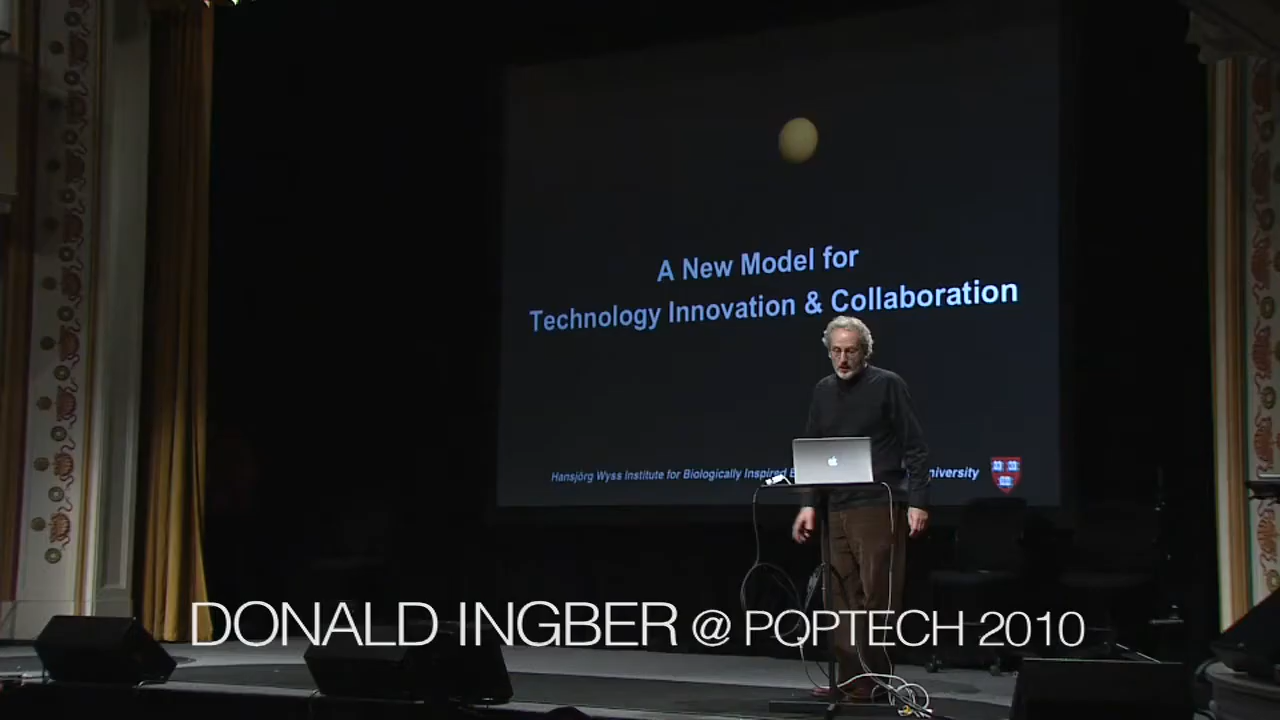 A New Model for
Technology Innovation & Collaboration
Hansjörg Wyss Institute for Biologically Inspired
University
DONALD INGBER @ POPTECH 2010